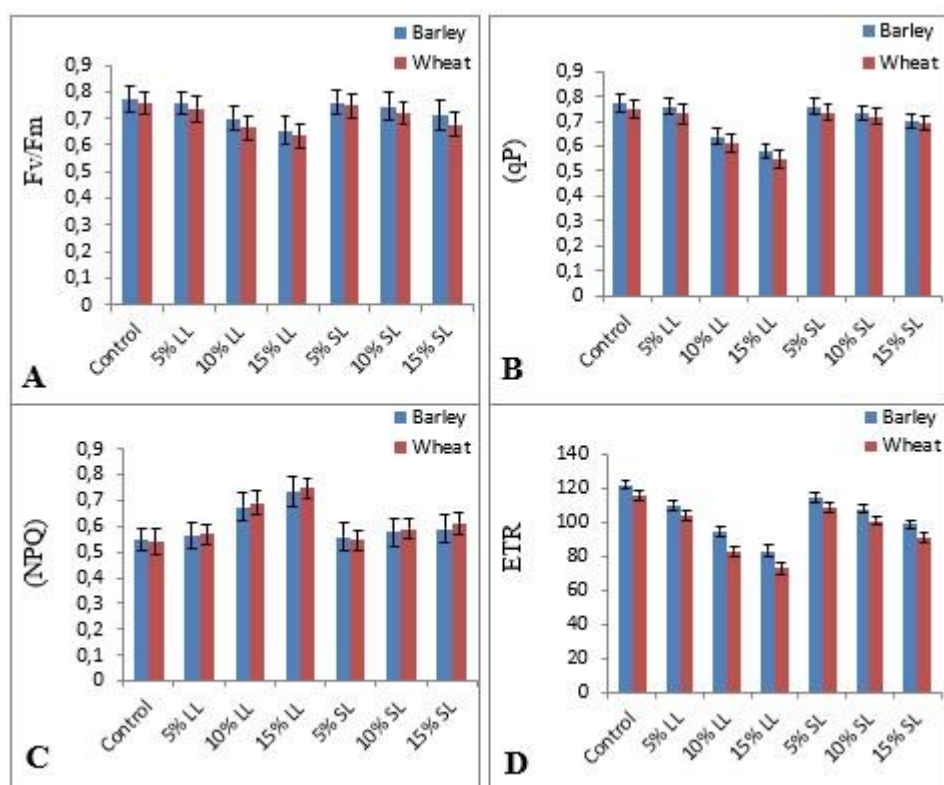 Barley
Wheat
0,9
0,8
0,7
0,6
0,5
0,4
0,3
0,2
0,1
0
Fv/Fm
Control
5% LL
10% LL
15% LL
5% SL
10% SL
15% SL
A
Barley
Wheat
0,9
0,8
0,7
0,6
0,5
0,4
0,3
0,2
0,1
0
(qP)
Control
5% LL
10% LL
15% LL
5% SL
10% SL
15% SL
B
Barley
Wheat
0,9
0,8
0,7
0,6
0,5
0,4
0,3
0,2
0,1
0
(NPQ)
Control
5% LL
10% LL
15% LL
5% SL
10% SL
15% SL
C
Barley
Wheat
140
120
100
80
60
40
20
0
ETR
Control
5% LL
10% LL
15% LL
5% SL
10% SL
15% SL
D